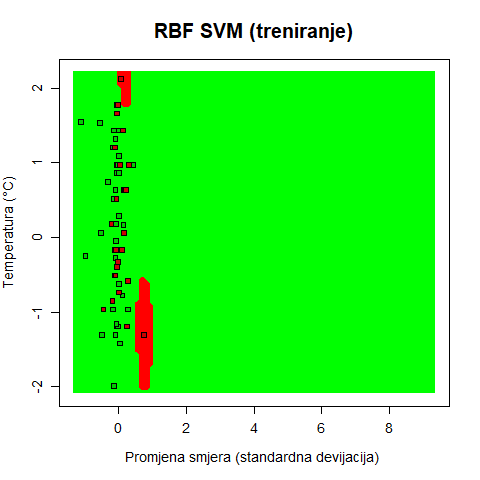 RBF SVM (treniranje)
Temperatura (°C)
2
1
0
-1
-2
0 2 4 6 8
Promjena smjera (standardna devijacija)